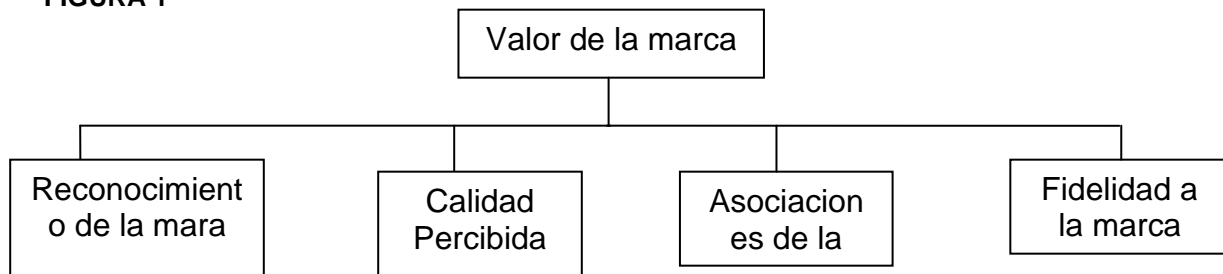 FIGURA 1
Valor de la marca
Reconocimient
o de la mara
Calidad
Percibida
Asociacion
es de la
Fidelidad a
la marca